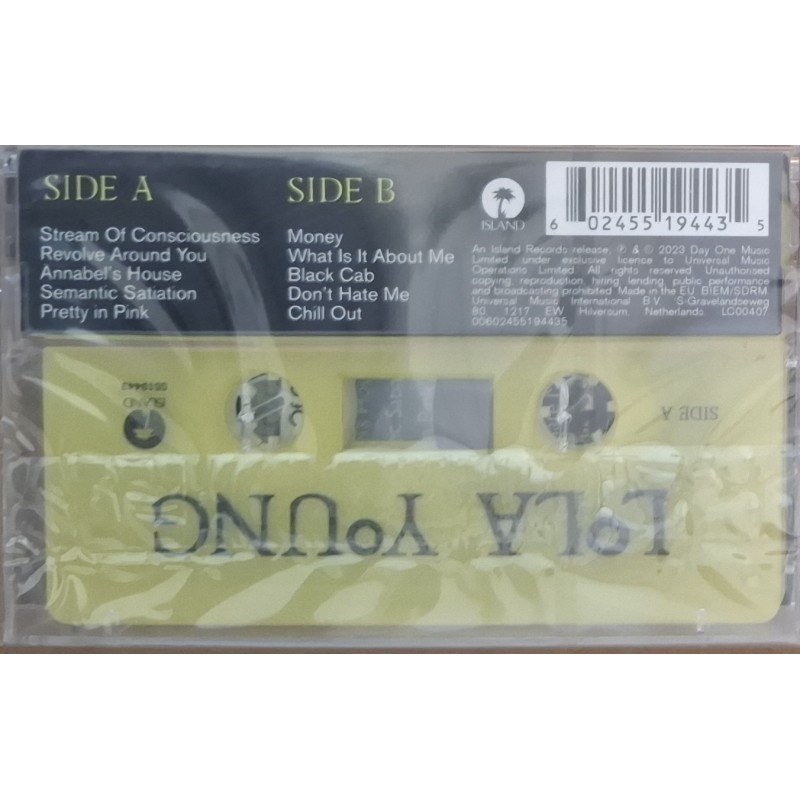 SIDE A
Stream Of Consciousness
Revolve Around You
Annabel's House
Semantic Satiation
Pretty in Pink
SIDE B
Money
What Is It About Me
Black Cab
Don't Hate Me
Chill Out
ISLAND
6 02455 19443 5
An Island Records release. ℗ & © 2023 Day One Music
Limited under exclusive licence to Universal Music
Operations Limited. All rights reserved. Unauthorised
copying, reproduction, hiring, lending, public performance
and broadcasting prohibited. Made in the EU. BIEM/SDRM.
Universal Music International B.V. 'S-Gravelandseweg
80 1217 EW Hilversum, Netherlands. LC00407
00602455194435
SIDE A
ISLAND
5519443
LOLA YOUNG